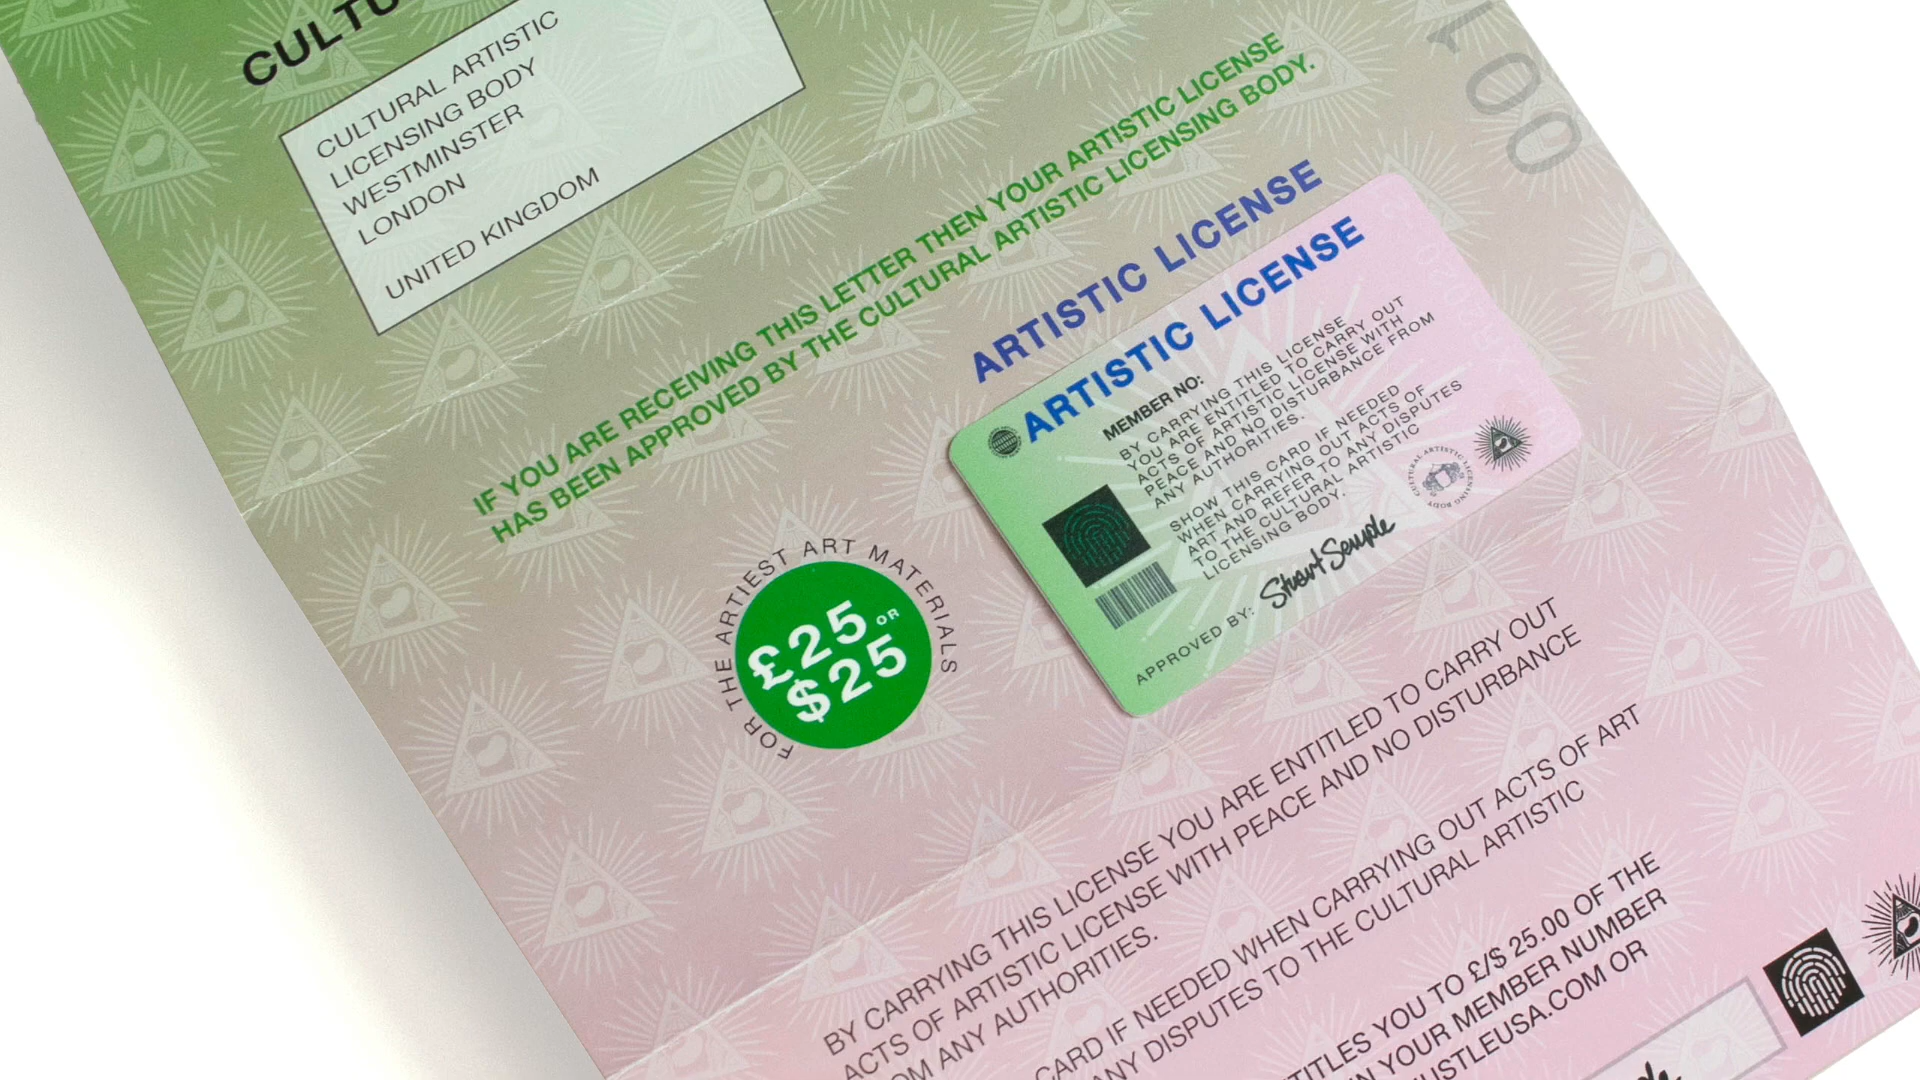 CULTU
CULTURAL ARTISTIC
LICENSING BODY
WESTMINSTER
LONDON
UNITED KINGDOM
100
IF YOU ARE RECEIVING THIS LETTER THEN YOUR ARTISTIC LICENSE
HAS BEEN APPROVED BY THE CULTURAL ARTISTIC LICENSING BODY.
ARTISTIC LICENSE
ARTISTIC LICENSE
MEMBER NO:
BY CARRYING THIS LICENSE
YOU ARE ENTITLED TO CARRY OUT
ACTS OF ARTISTIC LICENSE WITH
PEACE AND NO DISTURBANCE FROM
ANY AUTHORITIES.
SHOW THIS CARD IF NEEDED
WHEN CARRYING OUT ACTS OF
ART AND REFER TO ANY DISPUTES
TO THE CULTURAL ARTISTIC
LICENSING BODY.
APPROVED BY: Stuart Semple
CULTURAL ARTISTIC LICENSING BODY
FOR THE ARTIEST ART MATERIALS
£25 OR
$25
BY CARRYING THIS LICENSE YOU ARE ENTITLED TO CARRY OUT
ACTS OF ARTISTIC LICENSE WITH PEACE AND NO DISTURBANCE
OM ANY AUTHORITIES.
CARD IF NEEDED WHEN CARRYING OUT ACTS OF ART
ANY DISPUTES TO THE CULTURAL ARTISTIC
TITLES YOU TO £/$ 25.00 OF THE
N YOUR MEMBER NUMBER
USTLEUSA.COM OR